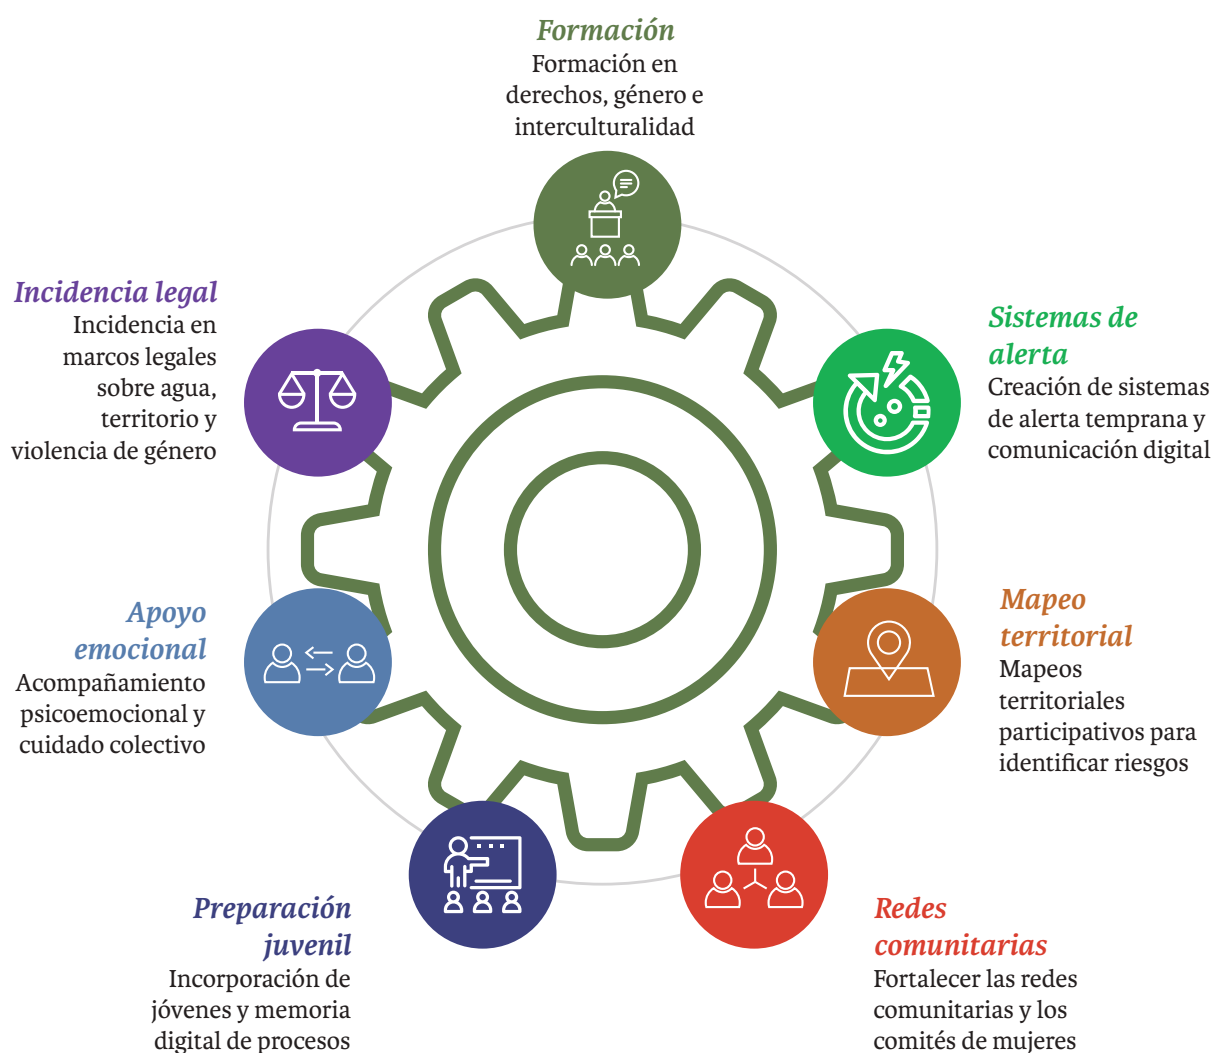 Formación
Formación en
derechos, género e
interculturalidad
Sistemas de
alerta
Creación de sistemas
de alerta temprana y
comunicación digital
Mapeo
territorial
Mapeos
territoriales
participativos para
identificar riesgos
Redes
comunitarias
Fortalecer las redes
comunitarias y los
comités de mujeres
Preparación
juvenil
Incorporación de
jóvenes y memoria
digital de procesos
Apoyo
emocional
Acompañamiento
psicoemocional y
cuidado colectivo
Incidencia legal
Incidencia en
marcos legales
sobre agua,
territorio y
violencia de género